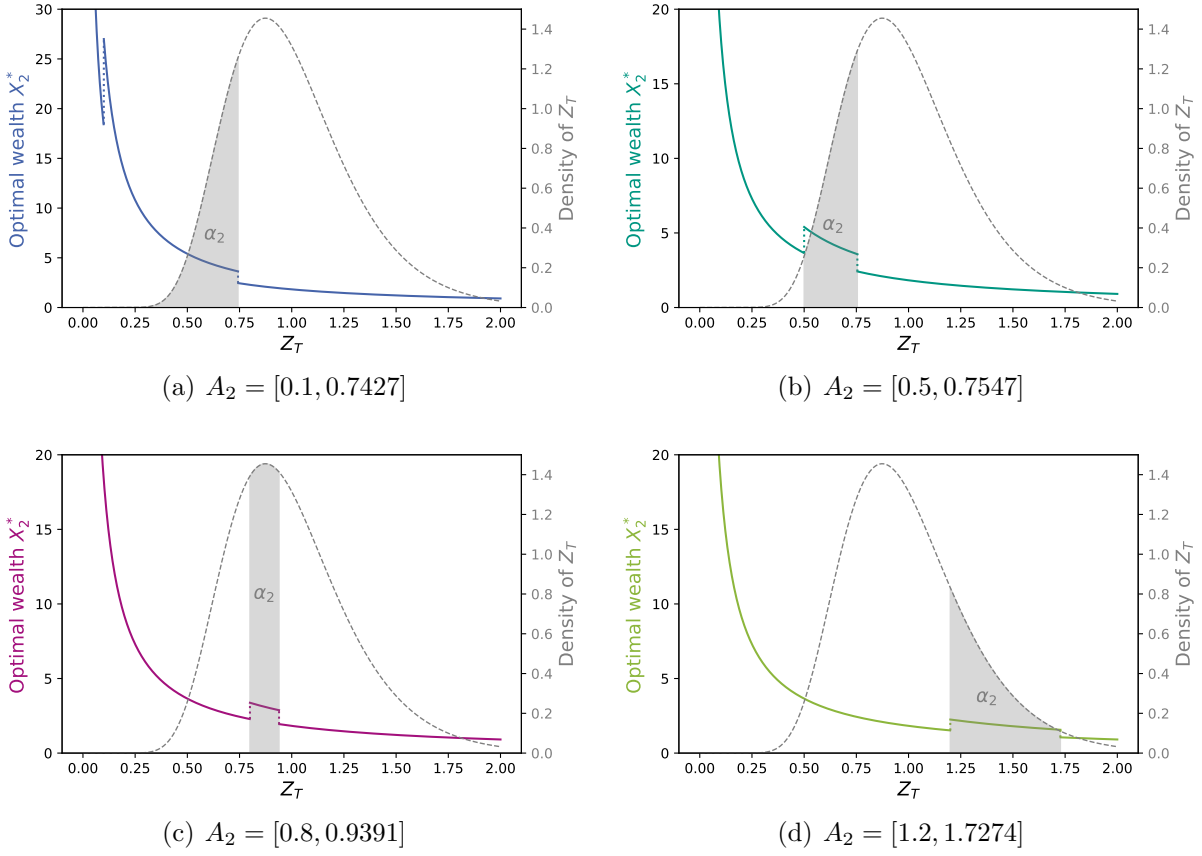 30
25
20
15
10
5
0
Optimal wealth X₂*
1.4
1.2
1.0
0.8
0.6
0.4
0.2
0.0
Density of Z_T
α₂
0.00 0.25 0.50 0.75 1.00 1.25 1.50 1.75 2.00
Z_T
(a) A₂ = [0.1, 0.7427]
20
15
10
5
0
Optimal wealth X₂*
1.4
1.2
1.0
0.8
0.6
0.4
0.2
0.0
Density of Z_T
α₂
0.00 0.25 0.50 0.75 1.00 1.25 1.50 1.75 2.00
Z_T
(b) A₂ = [0.5, 0.7547]
20
15
10
5
0
Optimal wealth X₂*
1.4
1.2
1.0
0.8
0.6
0.4
0.2
0.0
Density of Z_T
α₂
0.00 0.25 0.50 0.75 1.00 1.25 1.50 1.75 2.00
Z_T
(c) A₂ = [0.8, 0.9391]
20
15
10
5
0
Optimal wealth X₂*
1.4
1.2
1.0
0.8
0.6
0.4
0.2
0.0
Density of Z_T
α₂
0.00 0.25 0.50 0.75 1.00 1.25 1.50 1.75 2.00
Z_T
(d) A₂ = [1.2, 1.7274]